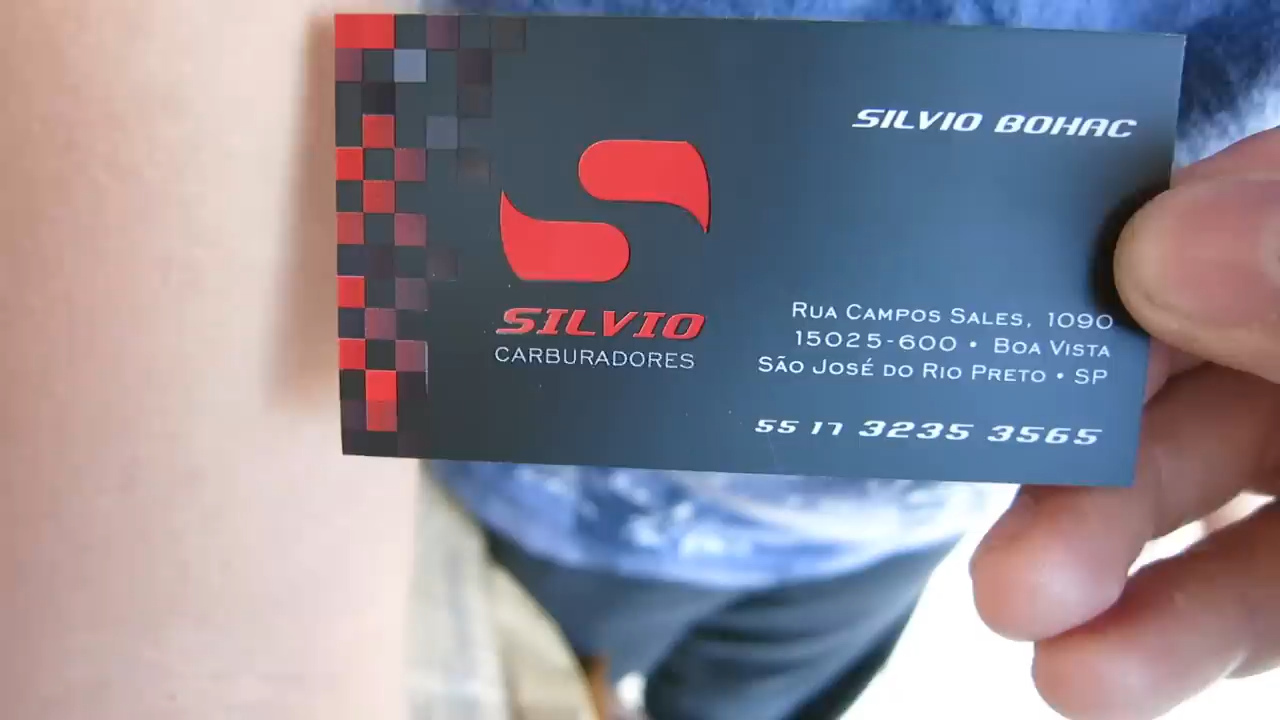 SILVIO BOHAC
SILVIO
CARBURADORES
RUA CAMPOS SALES, 1090
15025-600 • BOA VISTA
SÃO JOSÉ DO RIO PRETO • SP
55 17 3235 3565